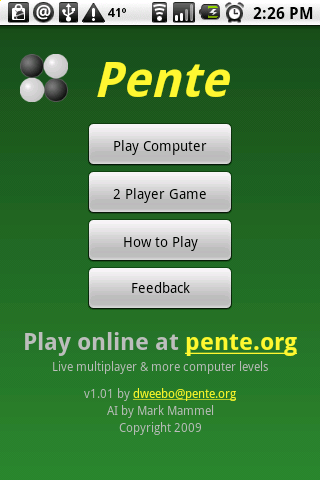 41° 2:26 PM
Pente
Play Computer
2 Player Game
How to Play
Feedback
Play online at pente.org
Live multiplayer & more computer levels
v1.01 by dweebo@pente.org
AI by Mark Mammel
Copyright 2009